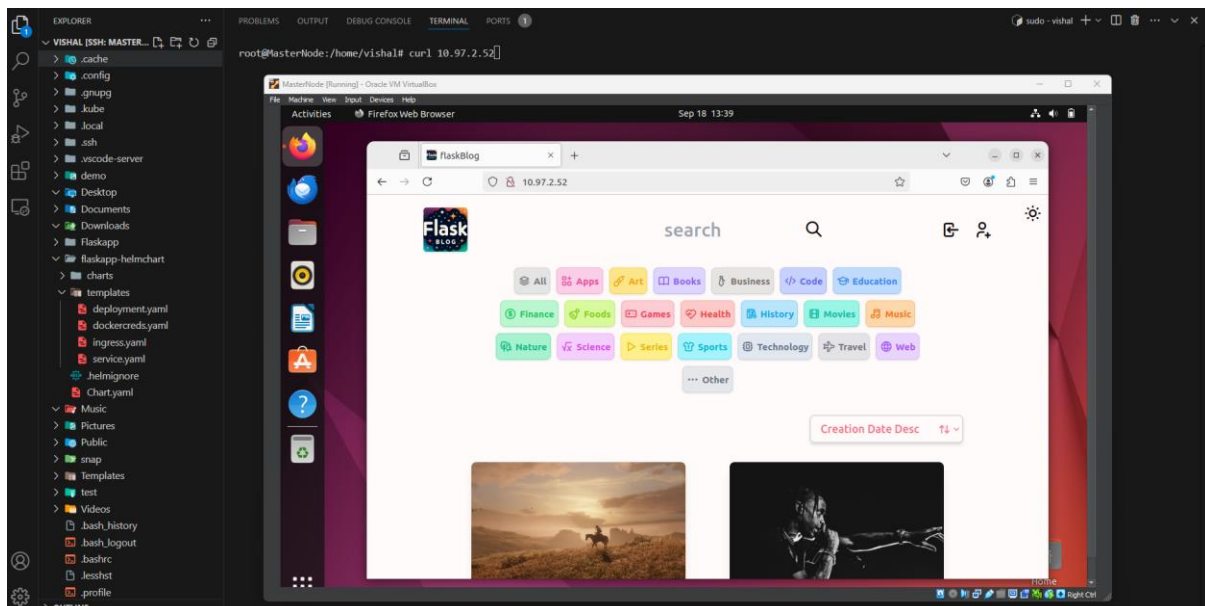 EXPLORER
VISHAL [SSH: MASTER...
.cache
.config
.gnupg
.kube
.local
.ssh
.vscode-server
demo
Desktop
Documents
Downloads
Flaskapp
flaskapp-helmchart
charts
templates
deployment.yaml
dockercreds.yaml
ingress.yaml
service.yaml
.helmignore
Chart.yaml
Music
Pictures
Public
snap
Templates
test
Videos
.bash_history
.bash_logout
.bashrc
.lesshst
.profile
PROBLEMS OUTPUT DEBUG CONSOLE TERMINAL PORTS 1
sudo - vishal
root@MasterNode:/home/vishal# curl 10.97.2.52
MasterNode [Running] - Oracle VM VirtualBox
File Machine View Input Devices Help
Activities Firefox Web Browser Sep 18 13:39
flaskBlog
10.97.2.52
Flask
BLOG
search
All Apps Art Books Business Code Education
Finance Foods Games Health History Movies Music
Nature Science Series Sports Technology Travel Web
Other
Creation Date Desc
Home
Right Ctrl